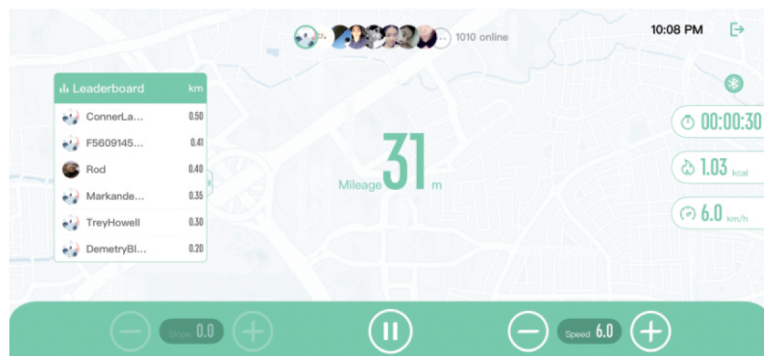 1010 online
10:08 PM
Leaderboard km
ConnerLa... 0.50
F5609145... 0.41
Rod 0.40
Markande... 0.35
TreyHowell 0.30
DemetryBl... 0.20
Mileage 31 m
00:00:30
1.03 kcal
6.0 km/h
Slope 0.0
Speed 6.0